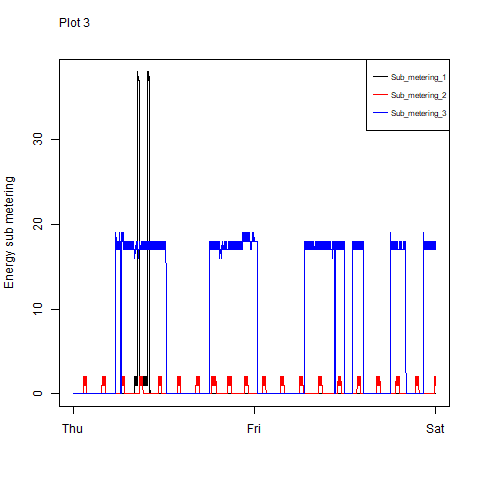 Plot 3
Sub_metering_1
Sub_metering_2
Sub_metering_3
Energy sub metering
30
20
10
0
Thu Fri Sat